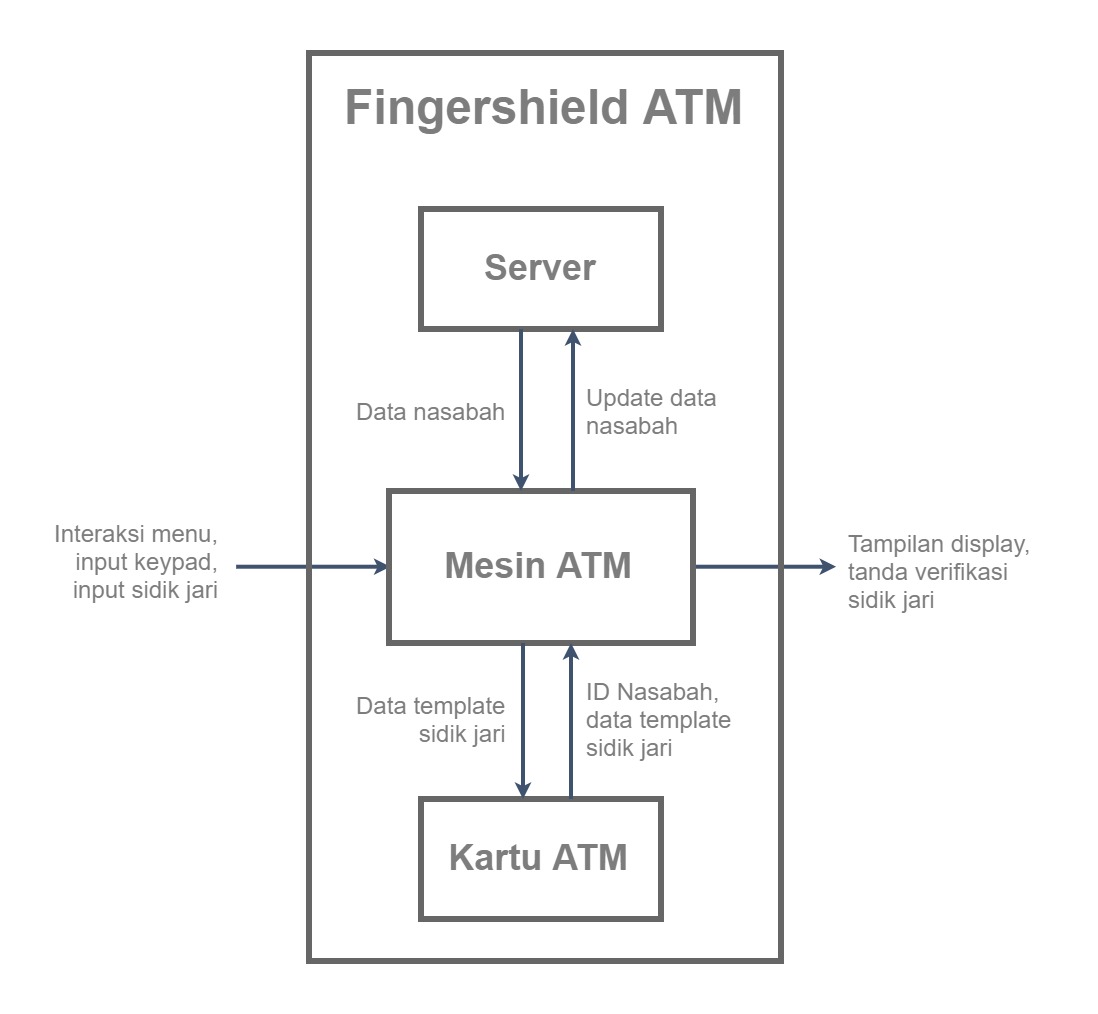 Fingershield ATM
Server
Data nasabah
Update data
nasabah
Interaksi menu,
input keypad,
input sidik jari
Mesin ATM
Tampilan display,
tanda verifikasi
sidik jari
Data template
sidik jari
ID Nasabah,
data template
sidik jari
Kartu ATM